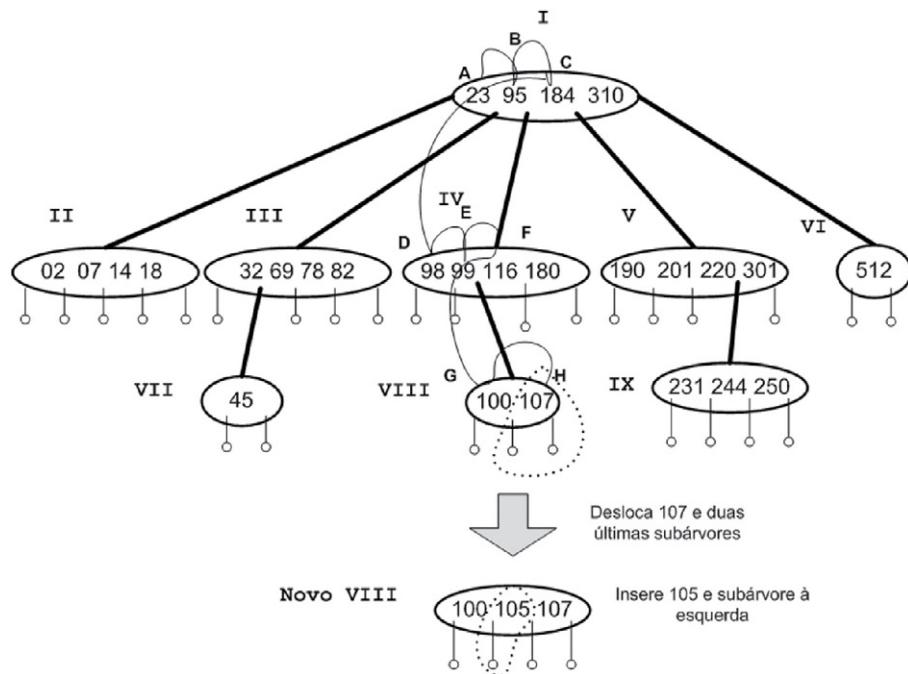 I
B
A
C
23 95 184 310
II
III
IV
E
V
VI
D
F
02 07 14 18
32 69 78 82
98 99 116 180
190 201 220 301
512
VII
VIII
G
H
IX
45
100 107
231 244 250
Desloca 107 e duas
últimas subárvores
Novo VIII
100 105 107
Insere 105 e subárvore à
esquerda